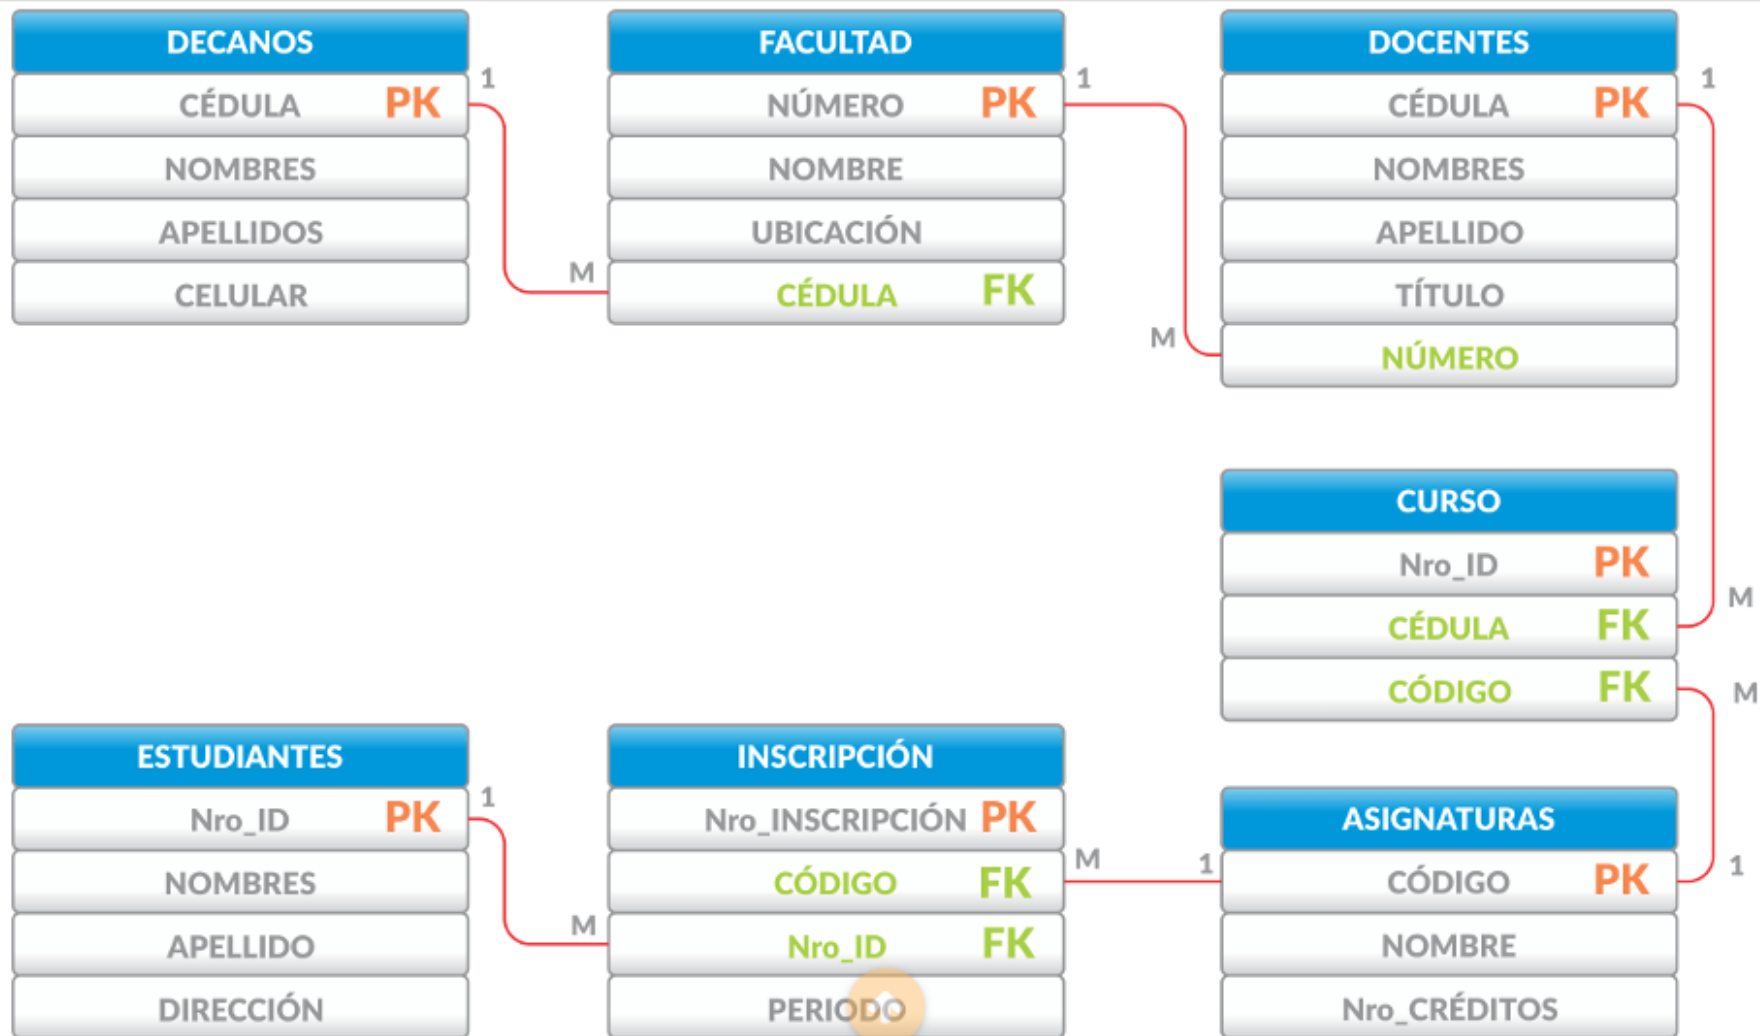 DECANOS
CÉDULA PK
NOMBRES
APELLIDOS
CELULAR
1
M
FACULTAD
NÚMERO PK
NOMBRE
UBICACIÓN
CÉDULA FK
1
M
DOCENTES
CÉDULA PK
NOMBRES
APELLIDO
TÍTULO
NÚMERO
1
M
CURSO
Nro_ID PK
CÉDULA FK
CÓDIGO FK
M
1
ESTUDIANTES
Nro_ID PK
NOMBRES
APELLIDO
DIRECCIÓN
1
M
INSCRIPCIÓN
Nro_INSCRIPCIÓN PK
CÓDIGO FK
Nro_ID FK
PERIODO
M
1
ASIGNATURAS
CÓDIGO PK
NOMBRE
Nro_CRÉDITOS